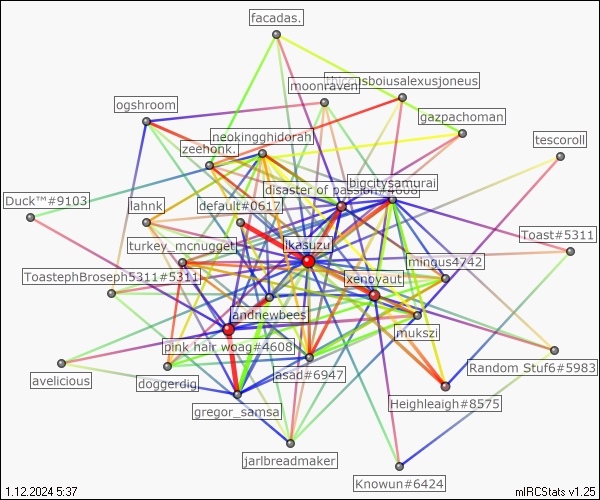 facadas.
moonraven
thiccusboiusalexusjoneus
ogshroom
gazpachoman
neokingghidorah
zeehonk.
tescoroll
bigcitysamurai
disaster of passion#4668
Duck™#9103
lahnk
default#0617
Toast#5311
turkey_mcnugget
ikasuzu
mingus4742
ToastephBroseph5311#5311
xenoyaut
andnewbees
mukszi
pink hair woag#4608
Random Stuf6#5983
asad#6947
avelicious
doggerdig
gregor_samsa
Heighleaigh#8575
jarlbreadmaker
Knowun#6424
1.12.2024 5:37
mIRCStats v1.25